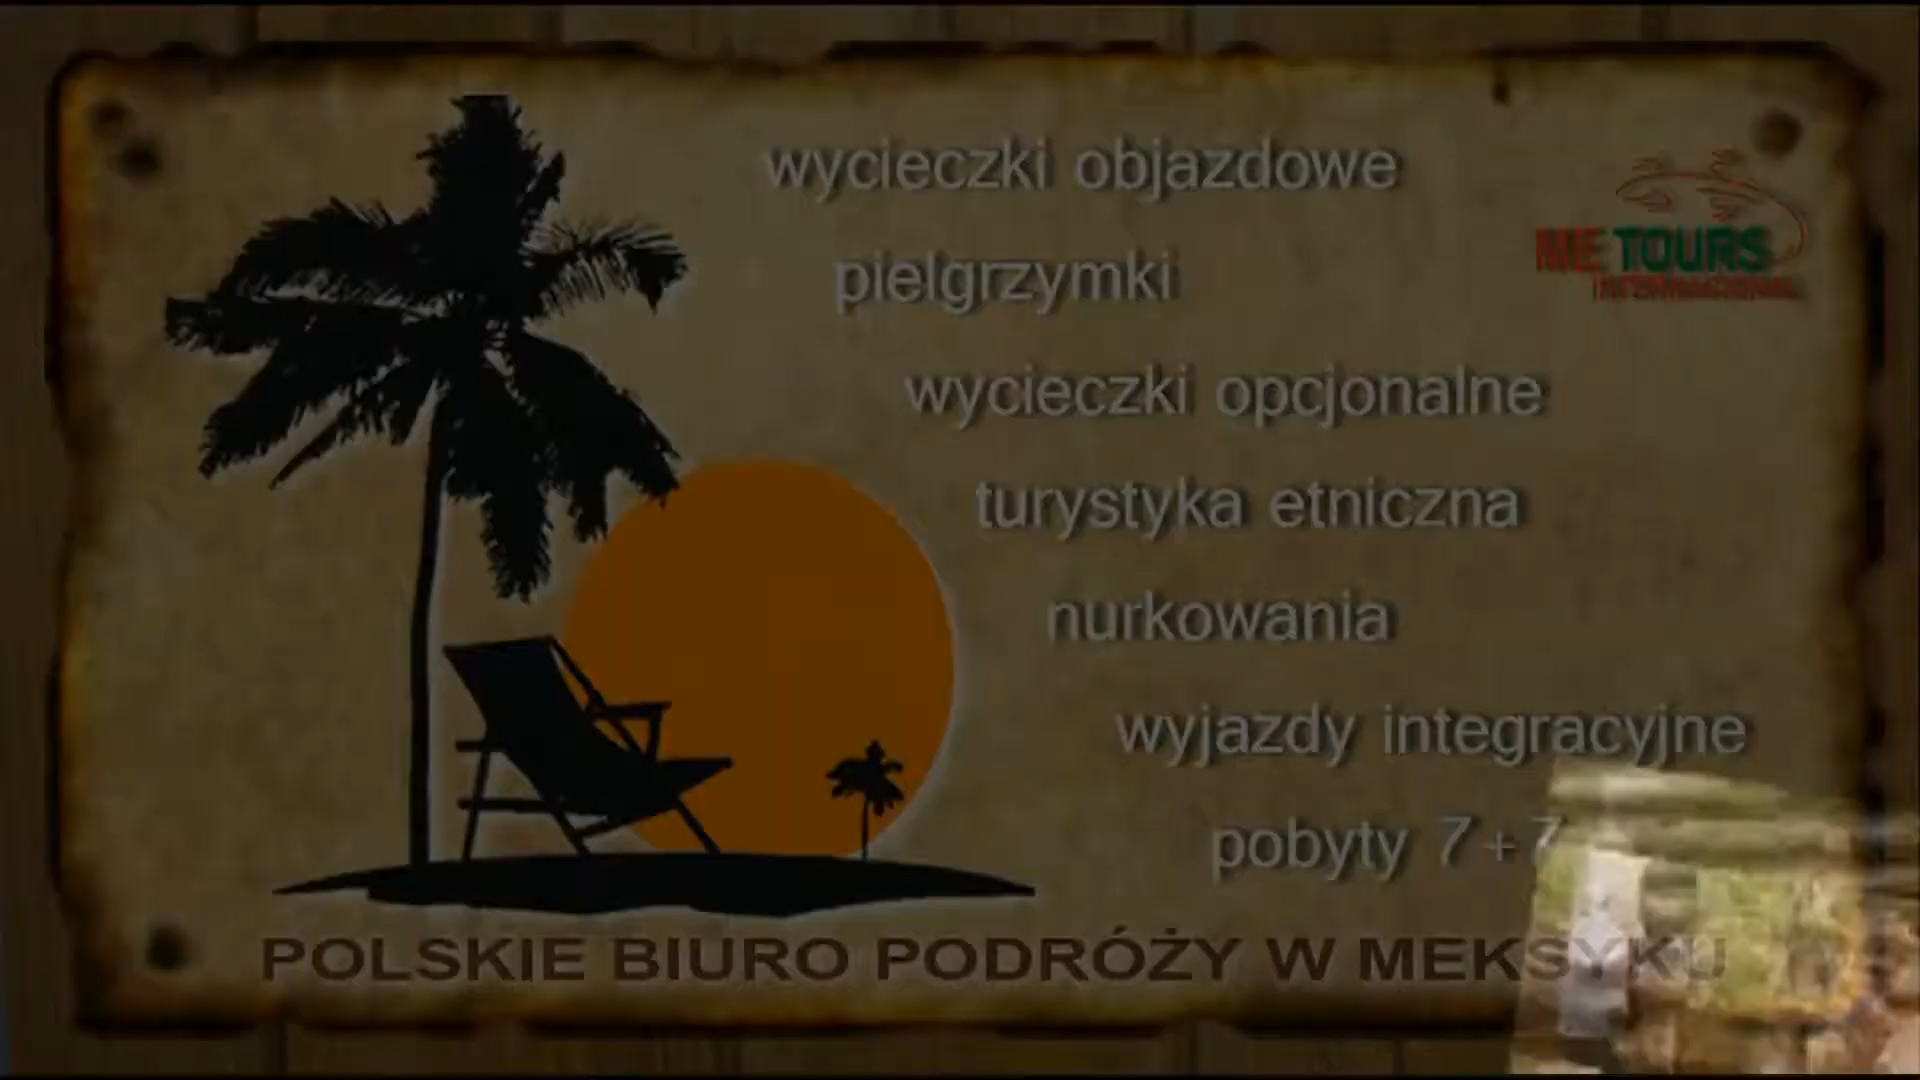 wycieczki objazdowe
pielgrzymki
ME TOURS
INTERNACIONAL
wycieczki opcjonalne
turystyka etniczna
nurkowania
wyjazdy integracyjne
pobyty 7 + 7
POLSKIE BIURO PODRÓŻY W MEKSYKU